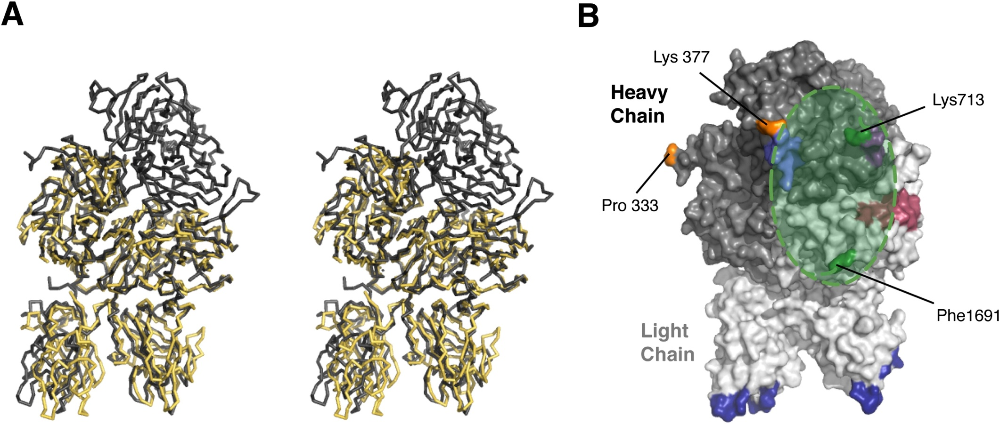 A
B
Lys 377
Heavy
Chain
Lys713
Pro 333
Phe1691
Light
Chain